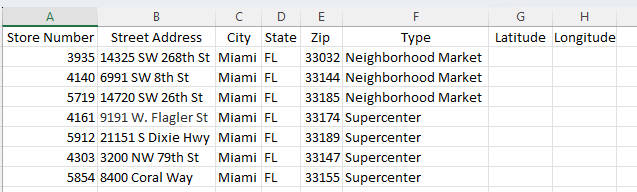 A B C D E F G H
Store Number Street Address City State Zip Type Latitude Longitude
3935 14325 SW 268th St Miami FL 33032 Neighborhood Market
4140 6991 SW 8th St Miami FL 33144 Neighborhood Market
5719 14720 SW 26th St Miami FL 33185 Neighborhood Market
4161 9191 W. Flagler St Miami FL 33174 Supercenter
5912 21151 S Dixie Hwy Miami FL 33189 Supercenter
4303 3200 NW 79th St Miami FL 33147 Supercenter
5854 8400 Coral Way Miami FL 33155 Supercenter